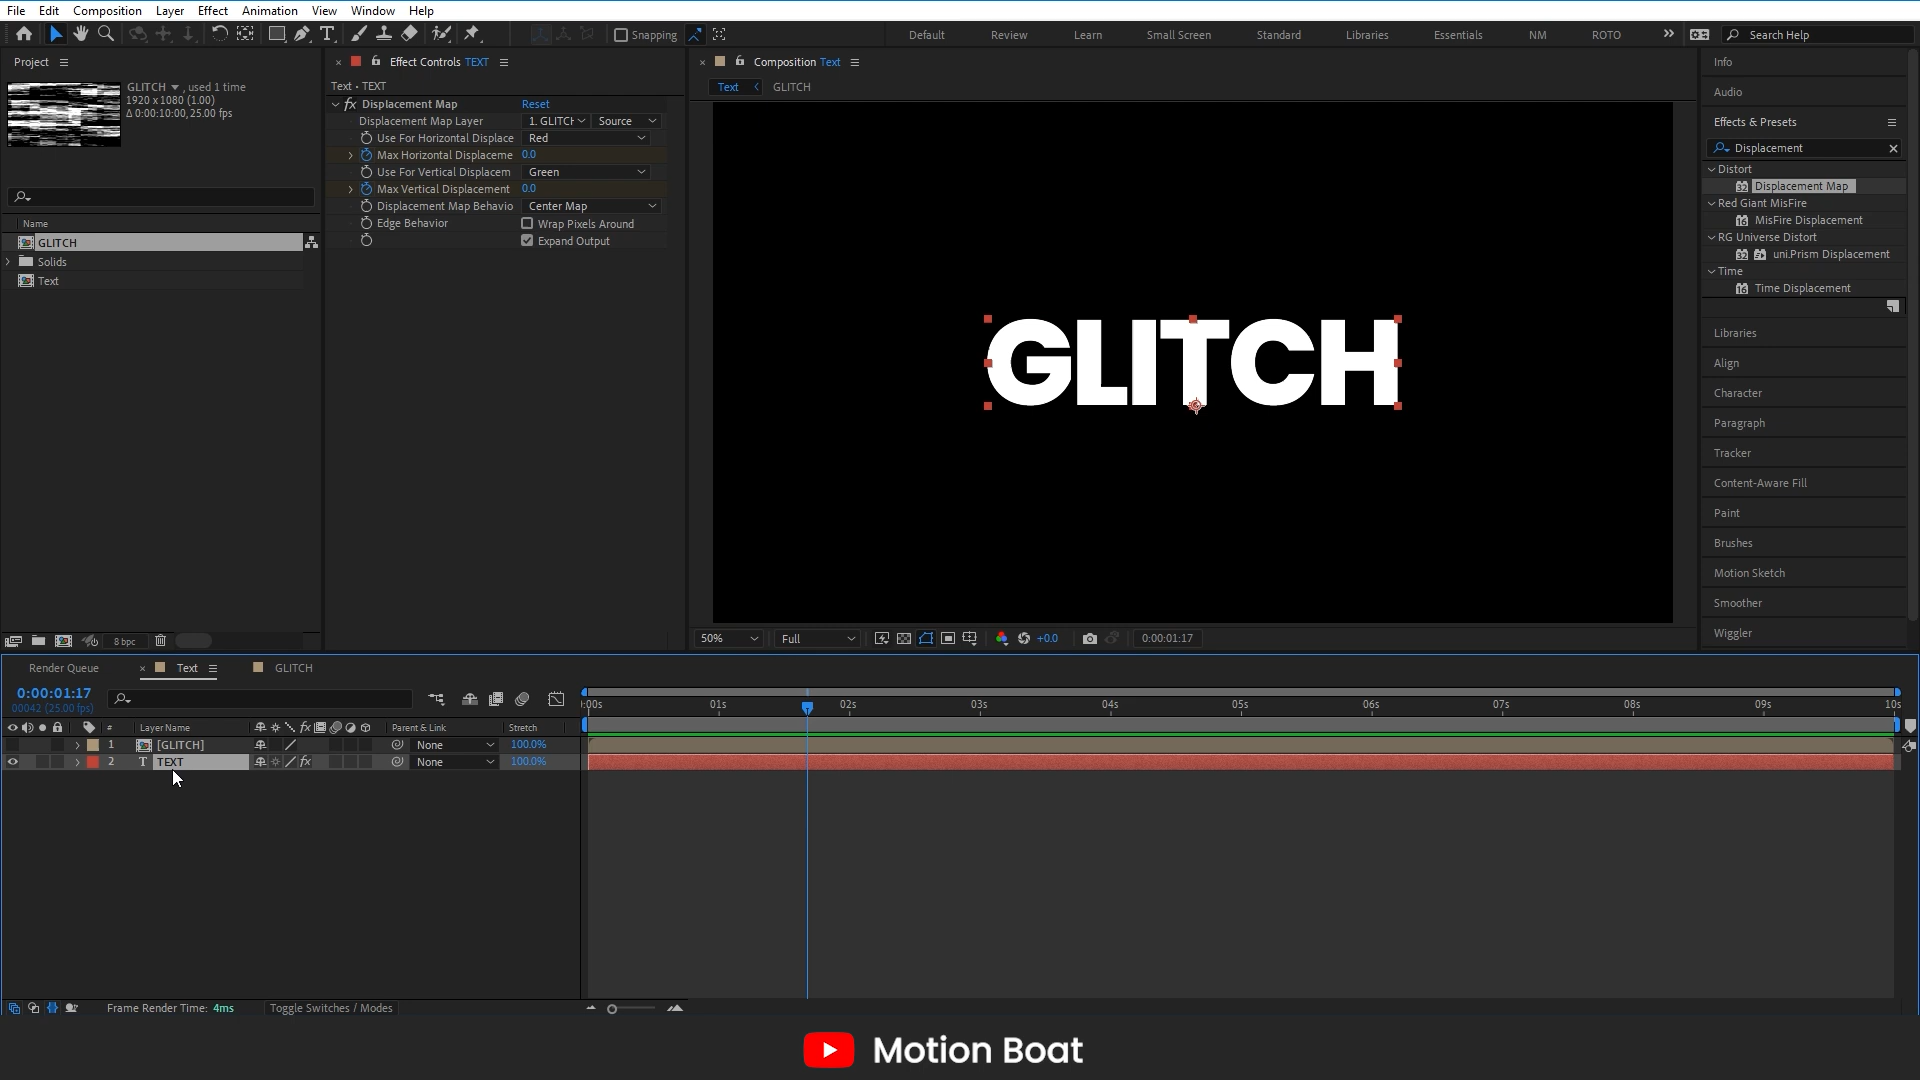 File Edit Composition Layer Effect Animation View Window Help
Snapping
Default Review Learn Small Screen Standard Libraries Essentials NM ROTO Search Help
Project
GLITCH , used 1 time
1920 x 1080 (1.00)
Δ 0:00:10:00, 25.00 fps
Name
GLITCH
Solids
Text
8 bpc
Effect Controls TEXT
Text • TEXT
fx Displacement Map Reset
Displacement Map Layer 1. GLITCH Source
Use For Horizontal Displace Red
Max Horizontal Displaceme 0.0
Use For Vertical Displacem Green
Max Vertical Displacement 0.0
Displacement Map Behavio Center Map
Edge Behavior Wrap Pixels Around
Expand Output
Composition Text
Text GLITCH
GLITCH
50% Full +0.0 0:00:01:17
Info
Audio
Effects & Presets
Displacement
Distort
32 Displacement Map
Red Giant MisFire
16 MisFire Displacement
RG Universe Distort
32 uni.Prism Displacement
Time
16 Time Displacement
Libraries
Align
Character
Paragraph
Tracker
Content-Aware Fill
Paint
Brushes
Motion Sketch
Smoother
Wiggler
Render Queue Text GLITCH
0:00:01:17
00042 (25.00 fps)
:00s 01s 02s 03s 04s 05s 06s 07s 08s 09s 10s
# Layer Name fx Parent & Link Stretch
1 [GLITCH] None 100.0%
2 T TEXT fx None 100.0%
Frame Render Time: 4ms Toggle Switches / Modes
Motion Boat